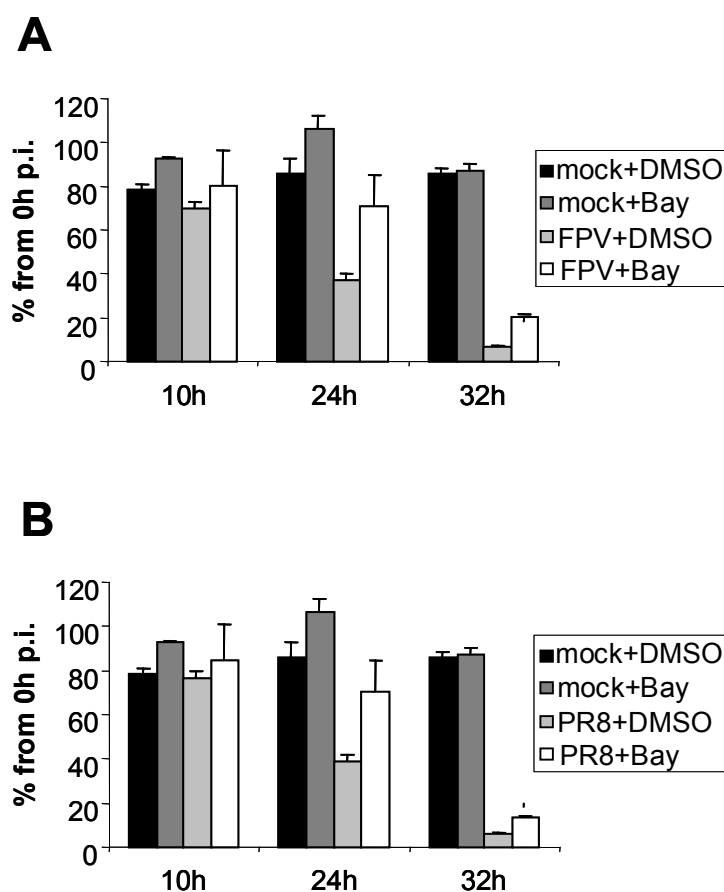 A
% from 0h p.i.
120
100
80
60
40
20
0
10h 24h 32h
mock+DMSO
mock+Bay
FPV+DMSO
FPV+Bay
B
% from 0h p.i.
120
100
80
60
40
20
0
10h 24h 32h
mock+DMSO
mock+Bay
PR8+DMSO
PR8+Bay